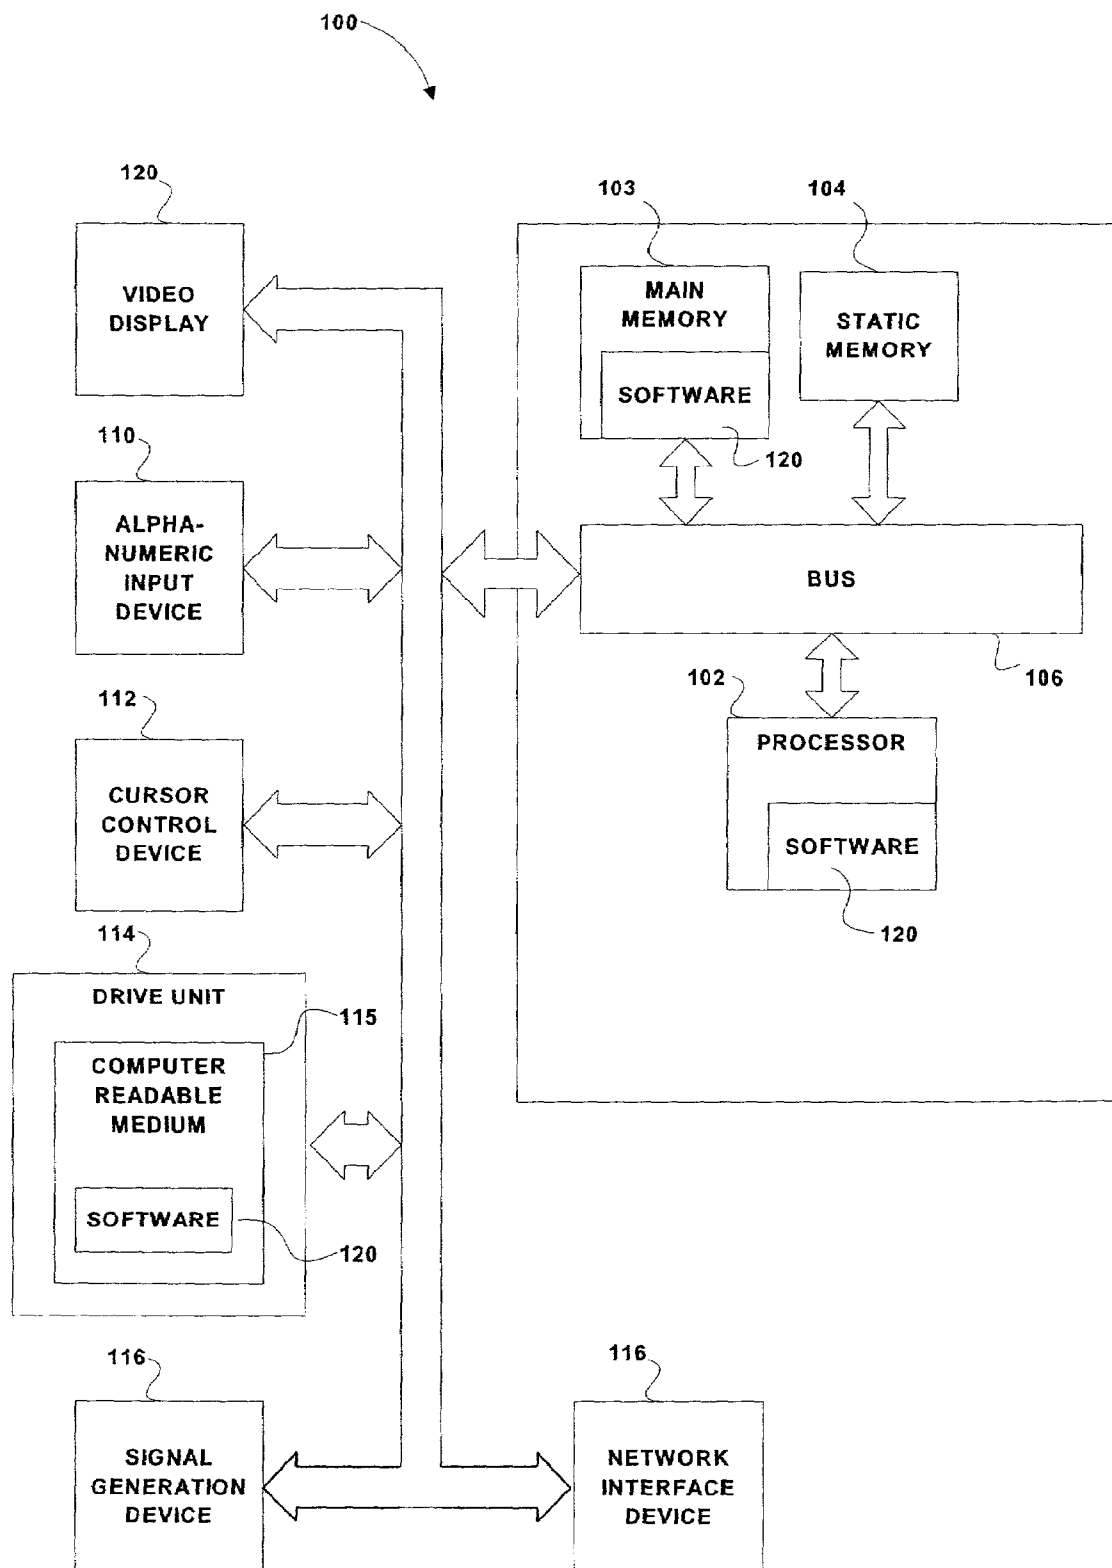 100
120
VIDEO
DISPLAY
103
MAIN
MEMORY
SOFTWARE
120
104
STATIC
MEMORY
110
ALPHA-
NUMERIC
INPUT
DEVICE
BUS
106
112
CURSOR
CONTROL
DEVICE
102
PROCESSOR
SOFTWARE
120
114
DRIVE UNIT
115
COMPUTER
READABLE
MEDIUM
SOFTWARE
120
116
SIGNAL
GENERATION
DEVICE
116
NETWORK
INTERFACE
DEVICE